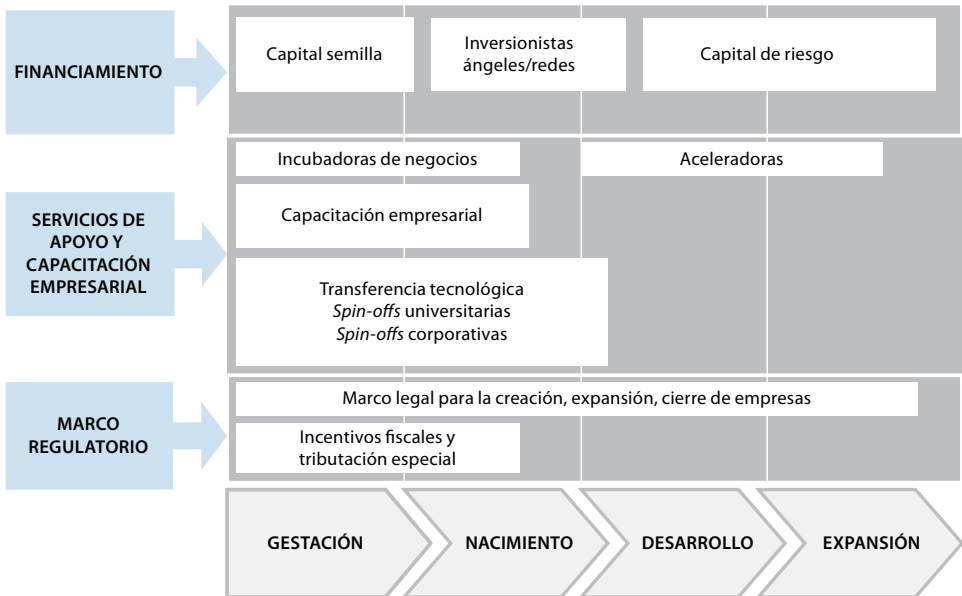 FINANCIAMIENTO
Capital semilla
Inversionistas
ángeles/redes
Capital de riesgo
SERVICIOS DE
APOYO Y
CAPACITACIÓN
EMPRESARIAL
Incubadoras de negocios
Aceleradoras
Capacitación empresarial
Transferencia tecnológica
Spin-offs universitarias
Spin-offs corporativas
MARCO
REGULATORIO
Marco legal para la creación, expansión, cierre de empresas
Incentivos fiscales y
tributación especial
GESTACIÓN
NACIMIENTO
DESARROLLO
EXPANSIÓN